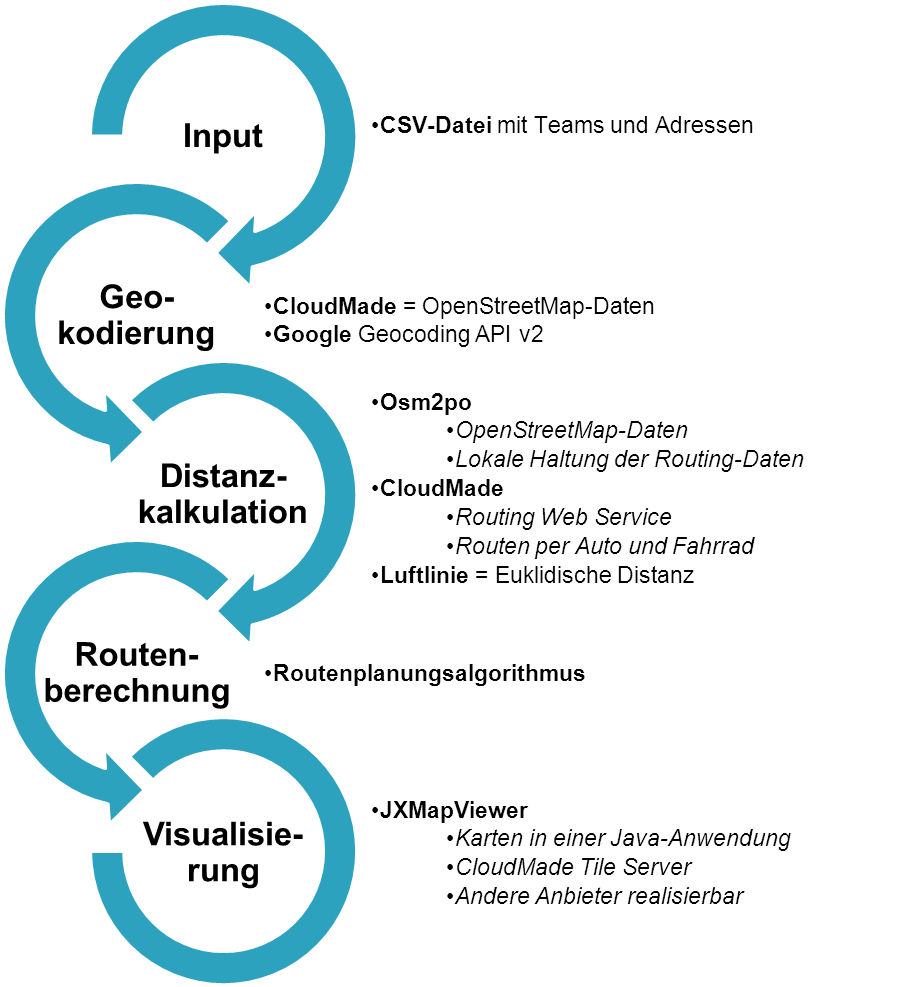 Input
•CSV-Datei mit Teams und Adressen
Geo-
kodierung
•CloudMade = OpenStreetMap-Daten
•Google Geocoding API v2
Distanz-
kalkulation
•Osm2po
•OpenStreetMap-Daten
•Lokale Haltung der Routing-Daten
•CloudMade
•Routing Web Service
•Routen per Auto und Fahrrad
•Luftlinie = Euklidische Distanz
Routen-
berechnung
•Routenplanungsalgorithmus
Visualisie-
rung
•JXMapViewer
•Karten in einer Java-Anwendung
•CloudMade Tile Server
•Andere Anbieter realisierbar